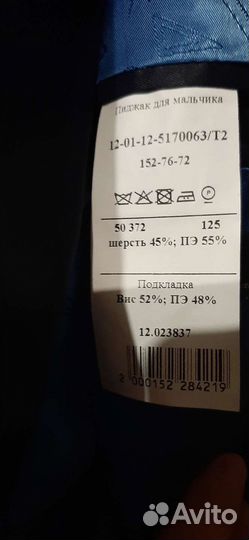 Пиджак для мальчика
12-01-12-5170063/Т2
152-76-72
50 372 125
шерсть 45%; ПЭ 55%
Подкладка
Вис 52%; ПЭ 48%
12.023837
2 000152 284219
Avito